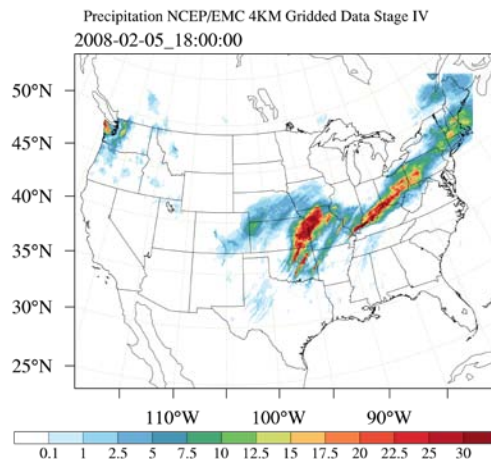 Precipitation NCEP/EMC 4KM Gridded Data Stage IV
2008-02-05_18:00:00
50°N
45°N
40°N
35°N
30°N
25°N
110°W 100°W 90°W
0.1 1 2.5 5 7.5 10 12.5 15 17.5 20 22.5 25 30